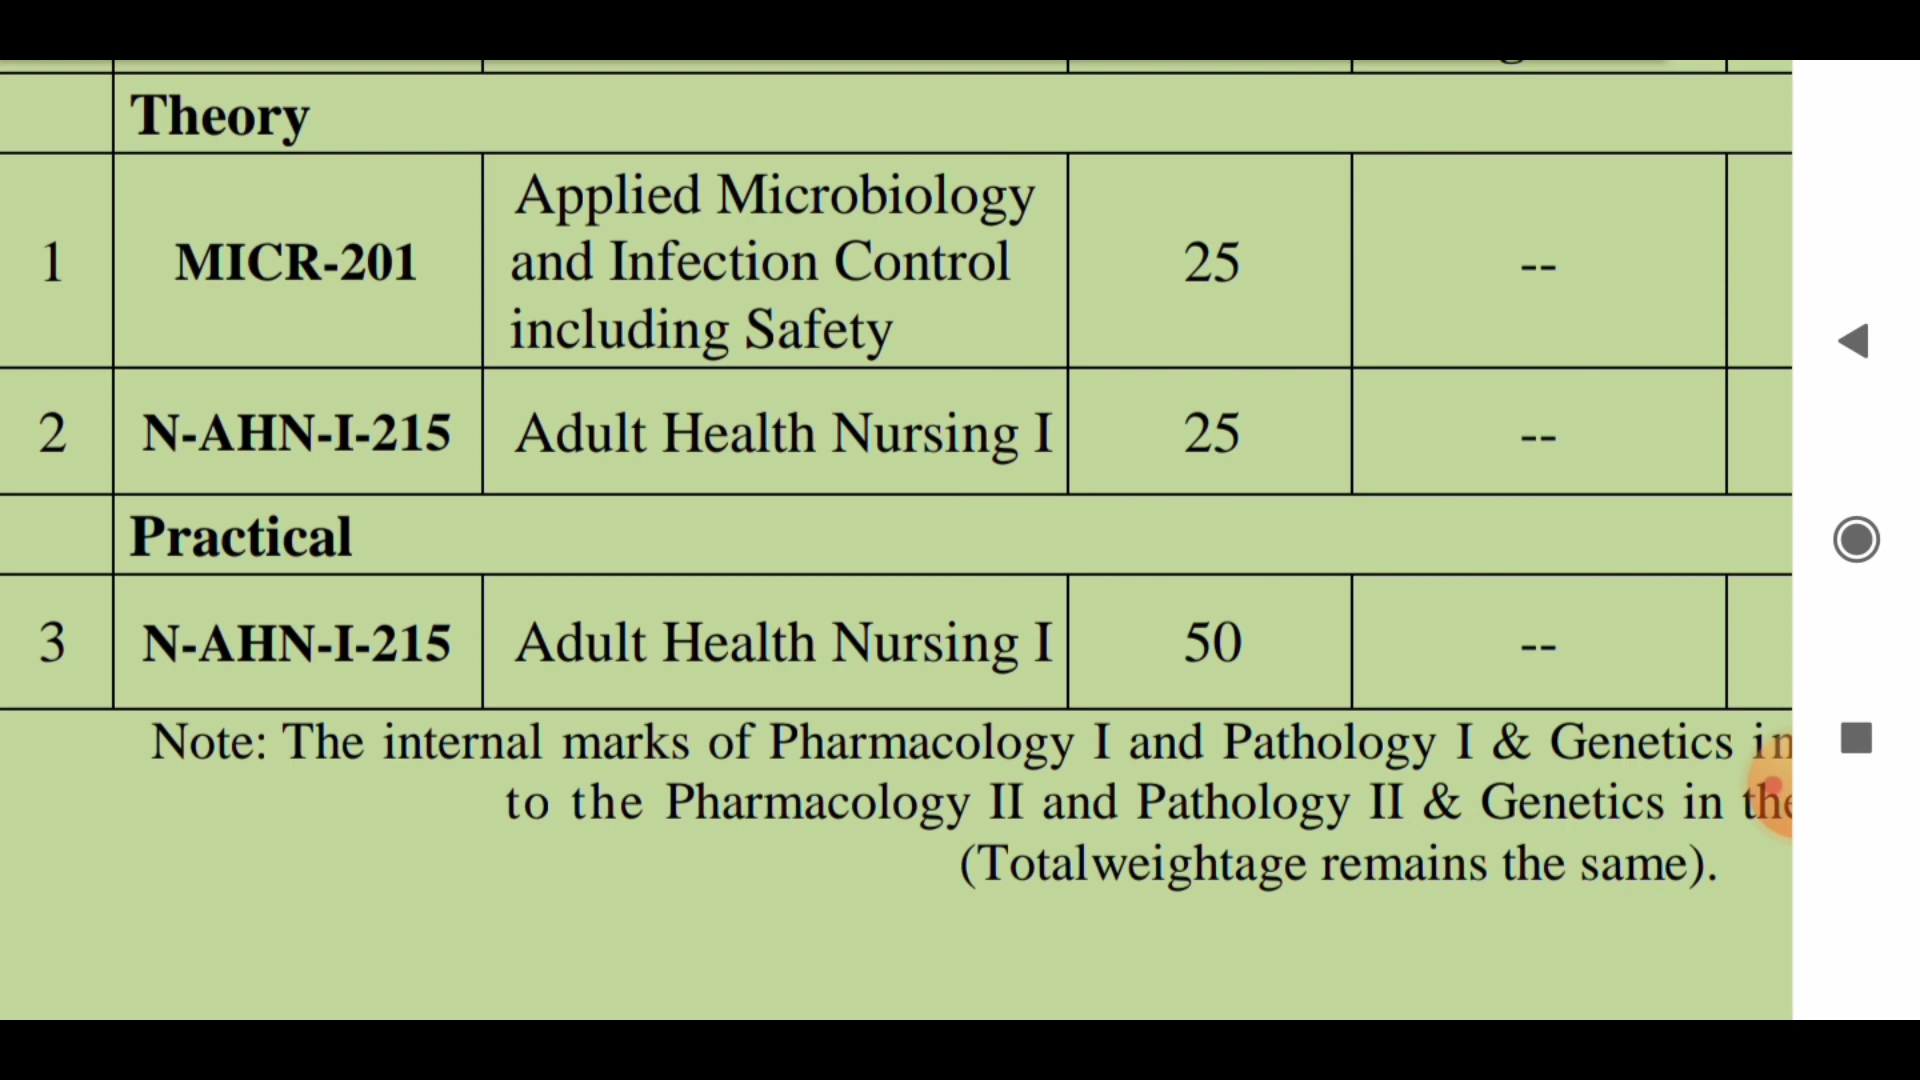 Theory
1 MICR-201 Applied Microbiology
and Infection Control
including Safety 25 --
2 N-AHN-I-215 Adult Health Nursing I 25 --
Practical
3 N-AHN-I-215 Adult Health Nursing I 50 --
Note: The internal marks of Pharmacology I and Pathology I & Genetics in
to the Pharmacology II and Pathology II & Genetics in the
(Totalweightage remains the same).